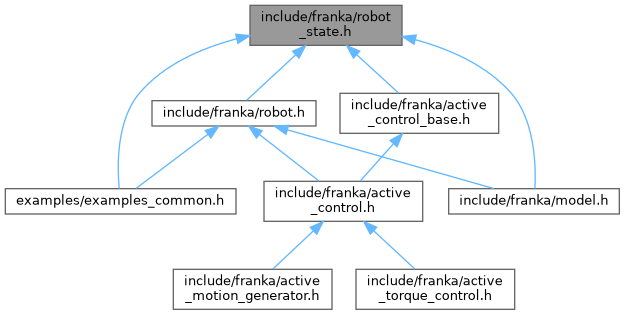 include/franka/robot
_state.h
include/franka/robot.h
include/franka/active
_control_base.h
examples/examples_common.h
include/franka/active
_control.h
include/franka/model.h
include/franka/active
_motion_generator.h
include/franka/active
_torque_control.h